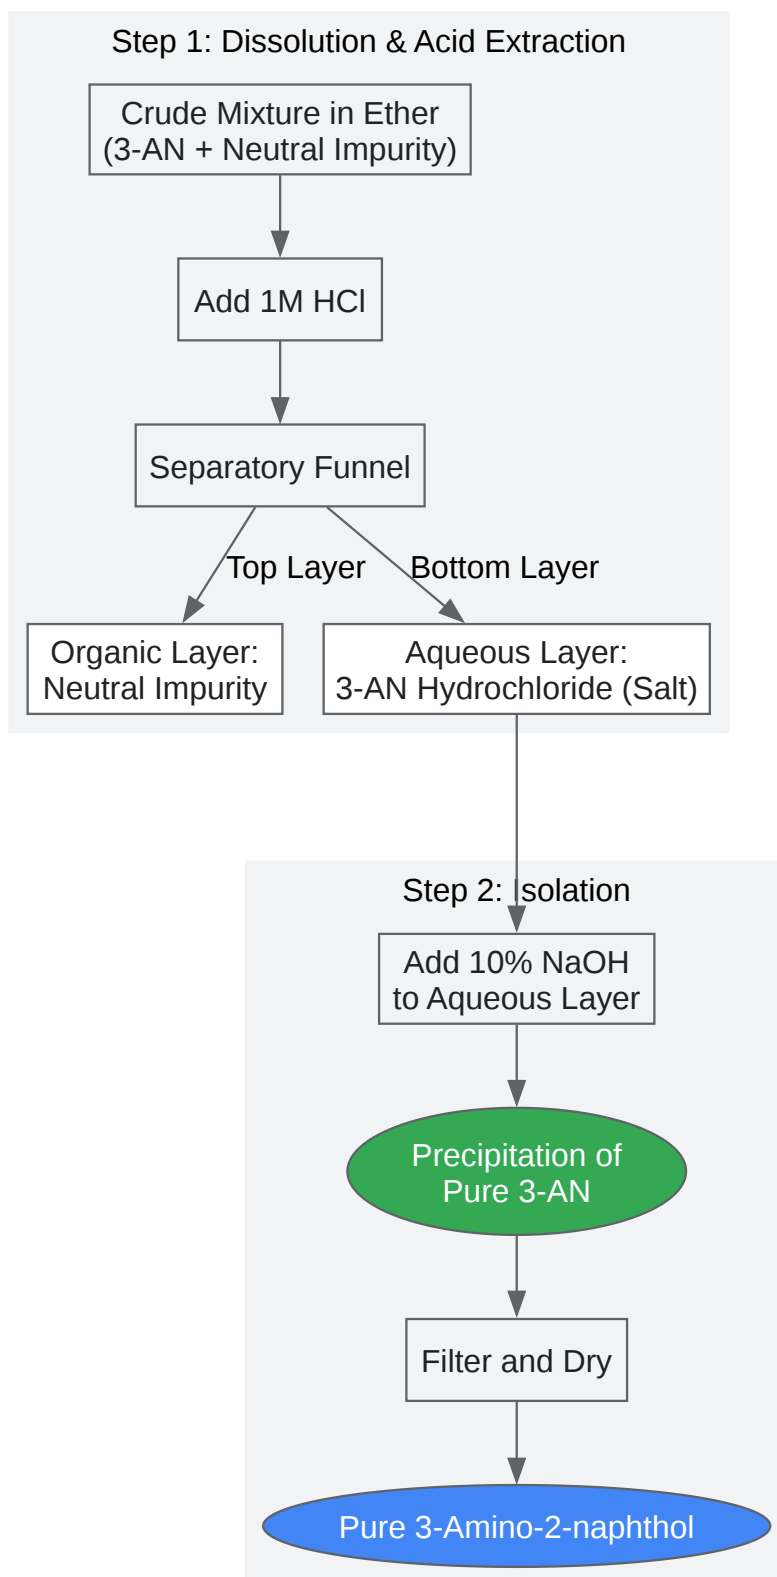 Step 1: Dissolution & Acid Extraction
Crude Mixture in Ether
(3-AN + Neutral Impurity)
Add 1M HCl
Separatory Funnel
Top Layer
Bottom Layer
Organic Layer:
Neutral Impurity
Aqueous Layer:
3-AN Hydrochloride (Salt)
Step 2: Isolation
Add 10% NaOH
to Aqueous Layer
Precipitation of
Pure 3-AN
Filter and Dry
Pure 3-Amino-2-naphthol